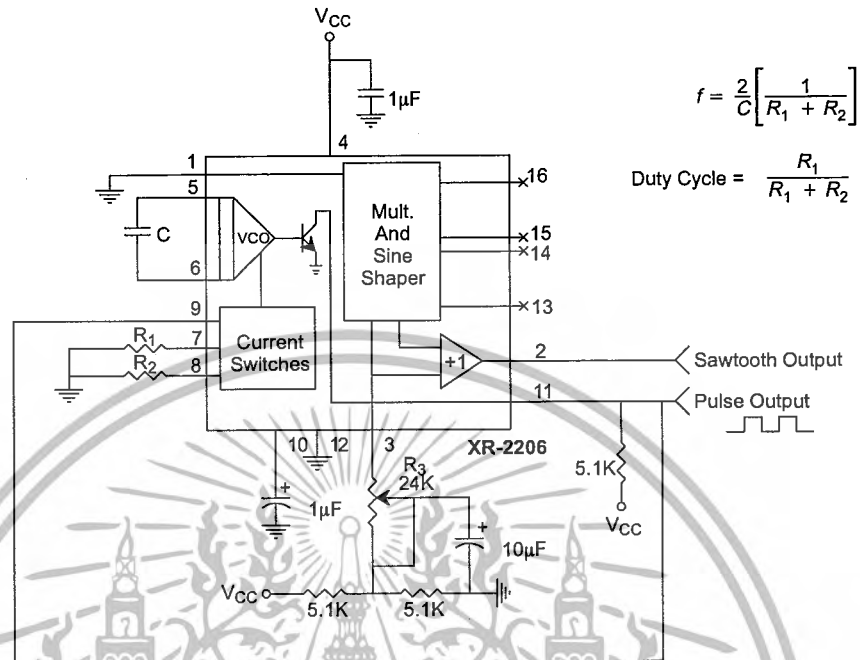 VCC
1µF
f = 2/C [ 1 / (R1 + R2) ]
Duty Cycle = R1 / (R1 + R2)
4
1
5
C
6
VCO
9
R1
7
R2
8
Current
Switches
Mult.
And
Sine
Shaper
16
15
14
13
+1
2
Sawtooth Output
11
Pulse Output
10
12
3
XR-2206
1µF
+
R3
24K
+
10µF
5.1K
VCC
VCC
5.1K
5.1K